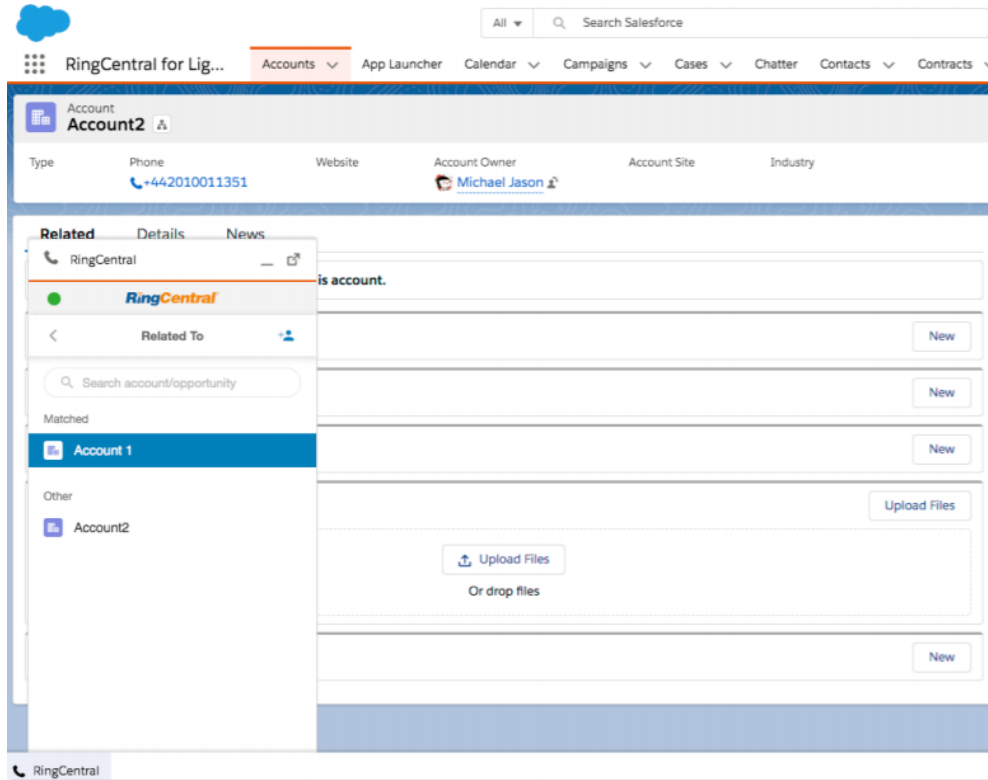 All
Search Salesforce
RingCentral for Lig...
Accounts
App Launcher
Calendar
Campaigns
Cases
Chatter
Contacts
Contracts
Account
Account2
Type
Phone
Website
Account Owner
Account Site
Industry
+442010011351
Michael Jason
Related
Details
News
RingCentral
is account.
RingCentral
Related To
New
Search account/opportunity
New
Matched
Account 1
New
Other
Upload Files
Account2
Upload Files
Or drop files
New
RingCentral